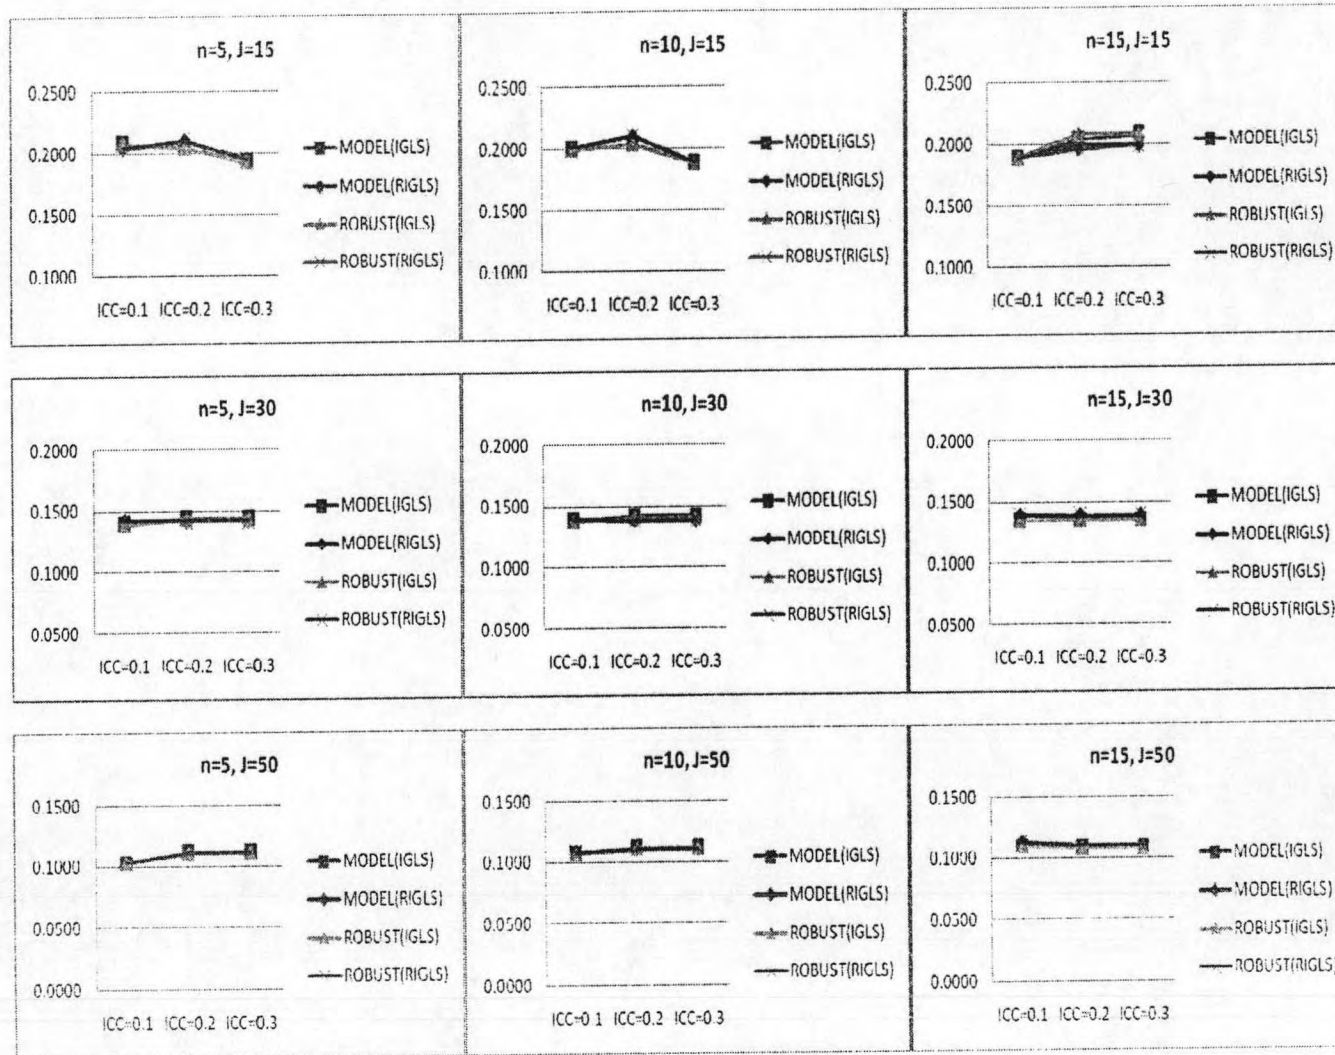 n=5, J=15
0.2500
0.2000
0.1500
0.1000
ICC=0.1 ICC=0.2 ICC=0.3
MODEL(IGLS)
MODEL(RIGLS)
ROBUST(IGLS)
ROBUST(RIGLS)
n=10, J=15
0.2500
0.2000
0.1500
0.1000
ICC=0.1 ICC=0.2 ICC=0.3
MODEL(IGLS)
MODEL(RIGLS)
ROBUST(IGLS)
ROBUST(RIGLS)
n=15, J=15
0.2500
0.2000
0.1500
0.1000
ICC=0.1 ICC=0.2 ICC=0.3
MODEL(IGLS)
MODEL(RIGLS)
ROBUST(IGLS)
ROBUST(RIGLS)
n=5, J=30
0.2000
0.1500
0.1000
0.0500
ICC=0.1 ICC=0.2 ICC=0.3
MODEL(IGLS)
MODEL(RIGLS)
ROBUST(IGLS)
ROBUST(RIGLS)
n=10, J=30
0.2000
0.1500
0.1000
0.0500
ICC=0.1 ICC=0.2 ICC=0.3
MODEL(IGLS)
MODEL(RIGLS)
ROBUST(IGLS)
ROBUST(RIGLS)
n=15, J=30
0.2000
0.1500
0.1000
0.0500
ICC=0.1 ICC=0.2 ICC=0.3
MODEL(IGLS)
MODEL(RIGLS)
ROBUST(IGLS)
ROBUST(RIGLS)
n=5, J=50
0.1500
0.1000
0.0500
0.0000
ICC=0.1 ICC=0.2 ICC=0.3
MODEL(IGLS)
MODEL(RIGLS)
ROBUST(IGLS)
ROBUST(RIGLS)
n=10, J=50
0.1500
0.1000
0.0500
0.0000
ICC=0.1 ICC=0.2 ICC=0.3
MODEL(IGLS)
MODEL(RIGLS)
ROBUST(IGLS)
ROBUST(RIGLS)
n=15, J=50
0.1500
0.1000
0.0000
ICC=0.1 ICC=0.2 ICC=0.3
MODEL(IGLS)
MODEL(RIGLS)
ROBUST(IGLS)
ROBUST(RIGLS)